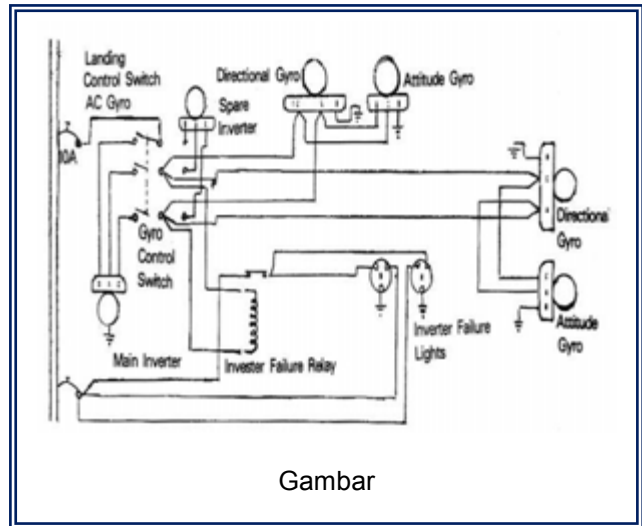 Landing
Control Switch
AC Gyro
Directional Gyro
Attitude Gyro
Spare
Inverter
10A
Gyro
Control
Switch
Directional
Gyro
Main Inverter
Invester Failure Relay
Inverter Failure
Lights
Attitude
Gyro
Gambar